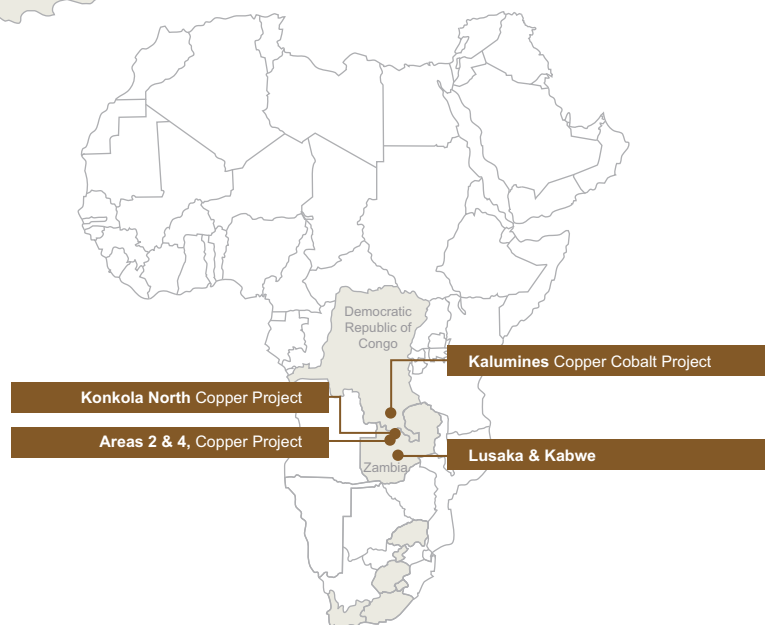 Democratic
Republic of
Congo
Kalumines Copper Cobalt Project
Konkola North Copper Project
Areas 2 & 4, Copper Project
Lusaka & Kabwe
Zambia